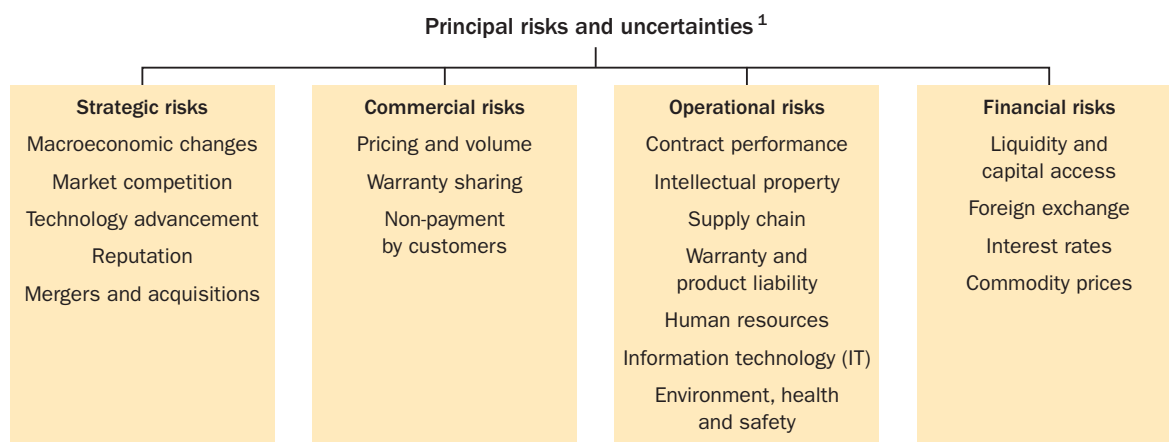 Principal risks and uncertainties 1
Strategic risks
Macroeconomic changes
Market competition
Technology advancement
Reputation
Mergers and acquisitions
Commercial risks
Pricing and volume
Warranty sharing
Non-payment
by customers
Operational risks
Contract performance
Intellectual property
Supply chain
Warranty and
product liability
Human resources
Information technology (IT)
Environment, health
and safety
Financial risks
Liquidity and
capital access
Foreign exchange
Interest rates
Commodity prices